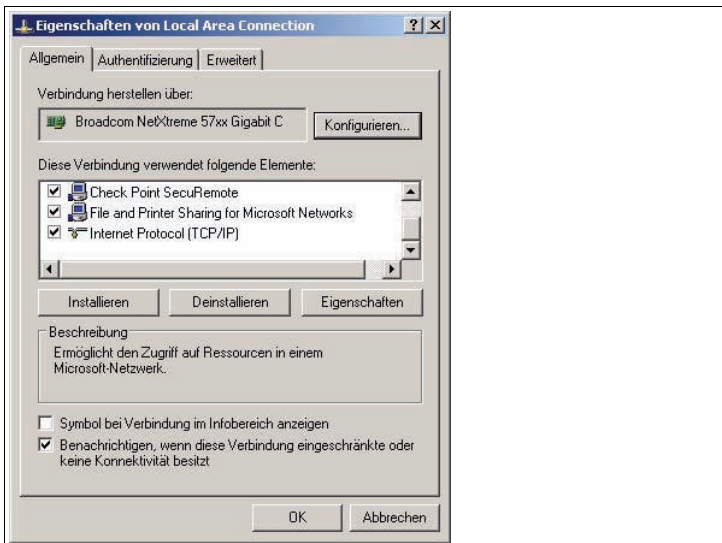 Eigenschaften von Local Area Connection
Allgemein
Authentifizierung
Erweitert
Verbindung herstellen über:
Broadcom NetXtreme 57xx Gigabit C
Konfigurieren...
Diese Verbindung verwendet folgende Elemente:
Check Point SecuRemote
File and Printer Sharing for Microsoft Networks
Internet Protocol (TCP/IP)
Installieren
Deinstallieren
Eigenschaften
Beschreibung
Ermöglicht den Zugriff auf Ressourcen in einem
Microsoft-Netzwerk.
Symbol bei Verbindung im Infobereich anzeigen
Benachrichtigen, wenn diese Verbindung eingeschränkte oder
keine Konnektivität besitzt
OK
Abbrechen